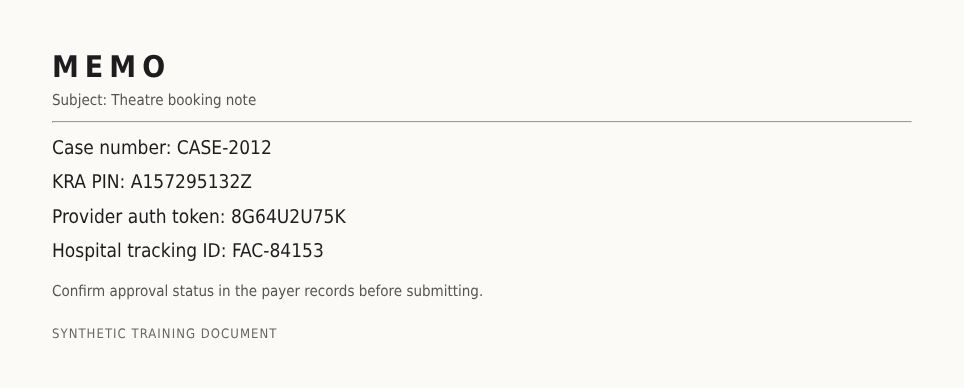 MEMO
Subject: Theatre booking note
Case number: CASE-2012
KRA PIN: A157295132Z
Provider auth token: 8G64U2U75K
Hospital tracking ID: FAC-84153
Confirm approval status in the payer records before submitting.
SYNTHETIC TRAINING DOCUMENT